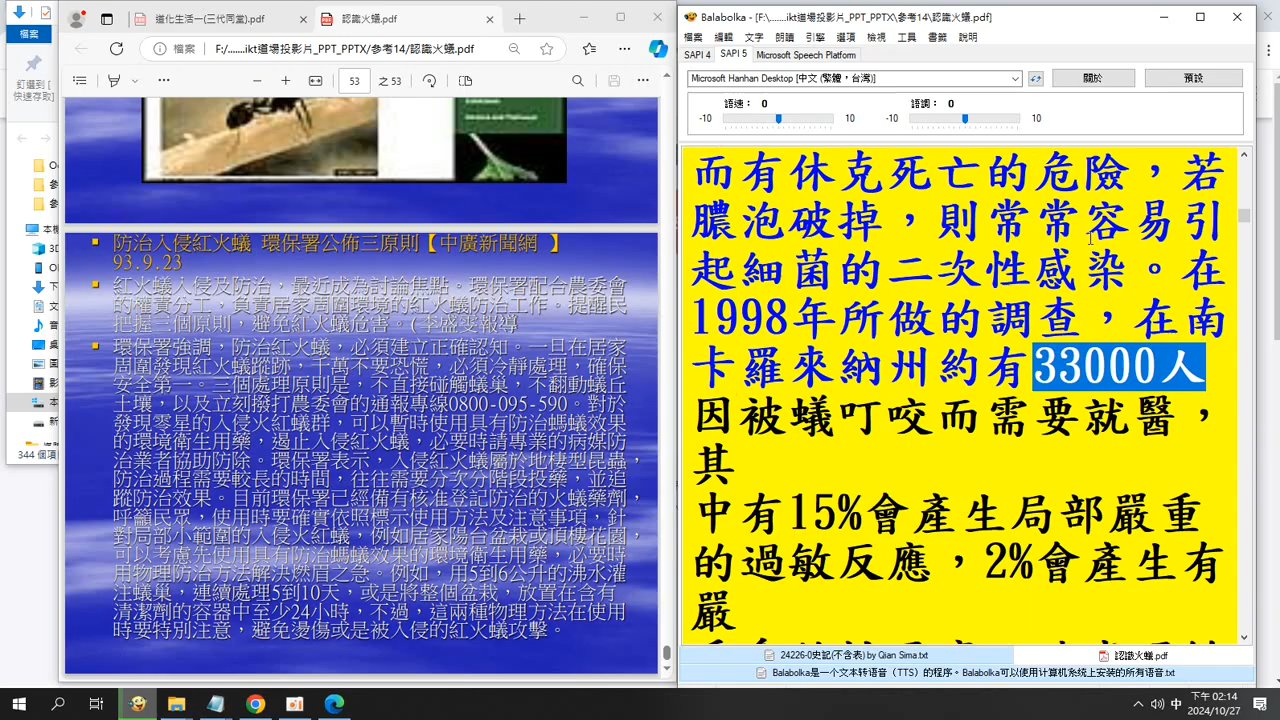 檔案
釘選到 [
快速存取]
344 個項
道化生活一(三代同堂).pdf
認識火蟻.pdf
檔案
F:/.......ikt道場投影片_PPT_PPTX/參考14/認識火蟻.pdf
53
之 53
防治入侵紅火蟻 環保署公佈三原則【中廣新聞網 】
93.9.23
紅火蟻入侵及防治，最近成為討論焦點。環保署配合農委會
的權責分工，負責居家周圍環境的紅火蟻防治工作。提醒民
把握三個原則，避免紅火蟻危害。(李盛雯報導
環保署強調，防治紅火蟻，必須建立正確認知。一旦在居家
周圍發現紅火蟻蹤跡，千萬不要恐慌，必須冷靜處理，確保
安全第一。三個處理原則是，不直接碰觸蟻巢，不翻動蟻丘
土壤，以及立刻撥打農委會的通報專線0800-095-590。對於
發現零星的入侵火紅蟻群，可以暫時使用具有防治螞蟻效果
的環境衛生用藥，遏止入侵紅火蟻，必要時請專業的病媒防
治業者協助防除。環保署表示，入侵紅火蟻屬於地棲型昆蟲，
防治過程需要較長的時間，往往需要分次分階段投藥，並追
蹤防治效果。目前環保署已經備有核准登記防治的火蟻藥劑，
呼籲民眾，使用時要確實依照標示使用方法及注意事項，針
對局部小範圍的入侵火紅蟻，例如居家陽台盆栽或頂樓花園，
可以考慮先使用具有防治螞蟻效果的環境衛生用藥，必要時
用物理防治方法解決燃眉之急。例如，用5到6公升的沸水灌
注蟻巢，連續處理5到10天，或是將整個盆栽，放置在含有
清潔劑的容器中至少24小時，不過，這兩種物理方法在使用
時要特別注意，避免燙傷或是被入侵的紅火蟻攻擊。
Balabolka - [F:\.......ikt道場投影片_PPT_PPTX\參考14\認識火蟻.pdf]
檔案 編輯 文字 朗讀 引擎 選項 檢視 工具 書籤 說明
SAPI 4 SAPI 5 Microsoft Speech Platform
Microsoft Hanhan Desktop [中文 (繁體，台灣)]
關於 預設
語速： 0 語調： 0
-10 10 -10 10
而有休克死亡的危險，若
膿泡破掉，則常常容易引
起細菌的二次性感染。在
1998年所做的調查，在南
卡羅來納州約有33000人
因被蟻叮咬而需要就醫，
其
中有15%會產生局部嚴重
的過敏反應，2%會產生有
嚴
24226-0史記(不含表) by Qian Sima.txt
認識火蟻.pdf
Balabolka是一个文本转语音（TTS）的程序。Balabolka可以使用计算机系统上安装的所有语音.txt
中
下午 02:14
2024/10/27